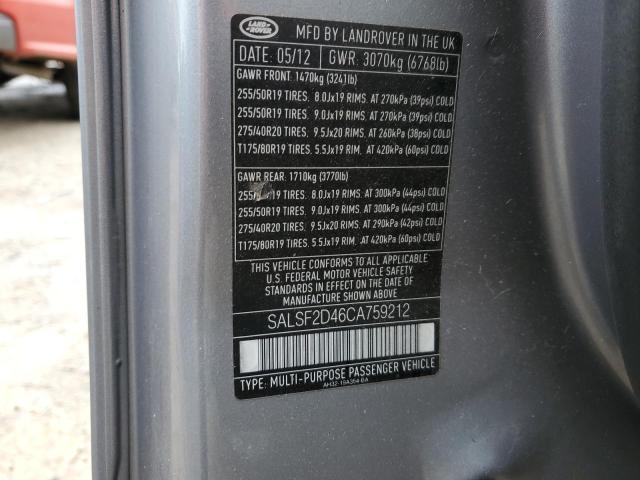 LAND ROVER
MFD BY LANDROVER IN THE UK
DATE: 05/12 GWR: 3070kg (6768lb)
GAWR FRONT: 1470kg (3241lb)
255/50R19 TIRES. 8.0Jx19 RIMS. AT 270kPa (39psi) COLD
255/50R19 TIRES. 9.0Jx19 RIMS. AT 270kPa (39psi) COLD
275/40R20 TIRES. 9.5Jx20 RIMS. AT 260kPa (38psi) COLD
T175/80R19 TIRES. 5.5Jx19 RIM. AT 420kPa (60psi) COLD
GAWR REAR: 1710kg (3770lb)
TIRES. 8.0Jx19 RIMS. AT 300kPa (44psi) COLD
255/50R19 TIRES. 9.0Jx19 RIMS. AT 300kPa (44psi) COLD
275/40R20 TIRES. 9.5Jx20 RIMS. AT 290kPa (42psi) COLD
T175/80R19 TIRES. 5.5Jx19 RIM. AT 420kPa (60psi) COLD
THIS VEHICLE CONFORMS TO ALL APPLICABLE
U.S. FEDERAL MOTOR VEHICLE SAFETY
STANDARDS IN EFFECT ON THE DATE OF
MANUFACTURE SHOWN ABOVE
SALSF2D46CA759212
TYPE: MULTI-PURPOSE PASSENGER VEHICLE